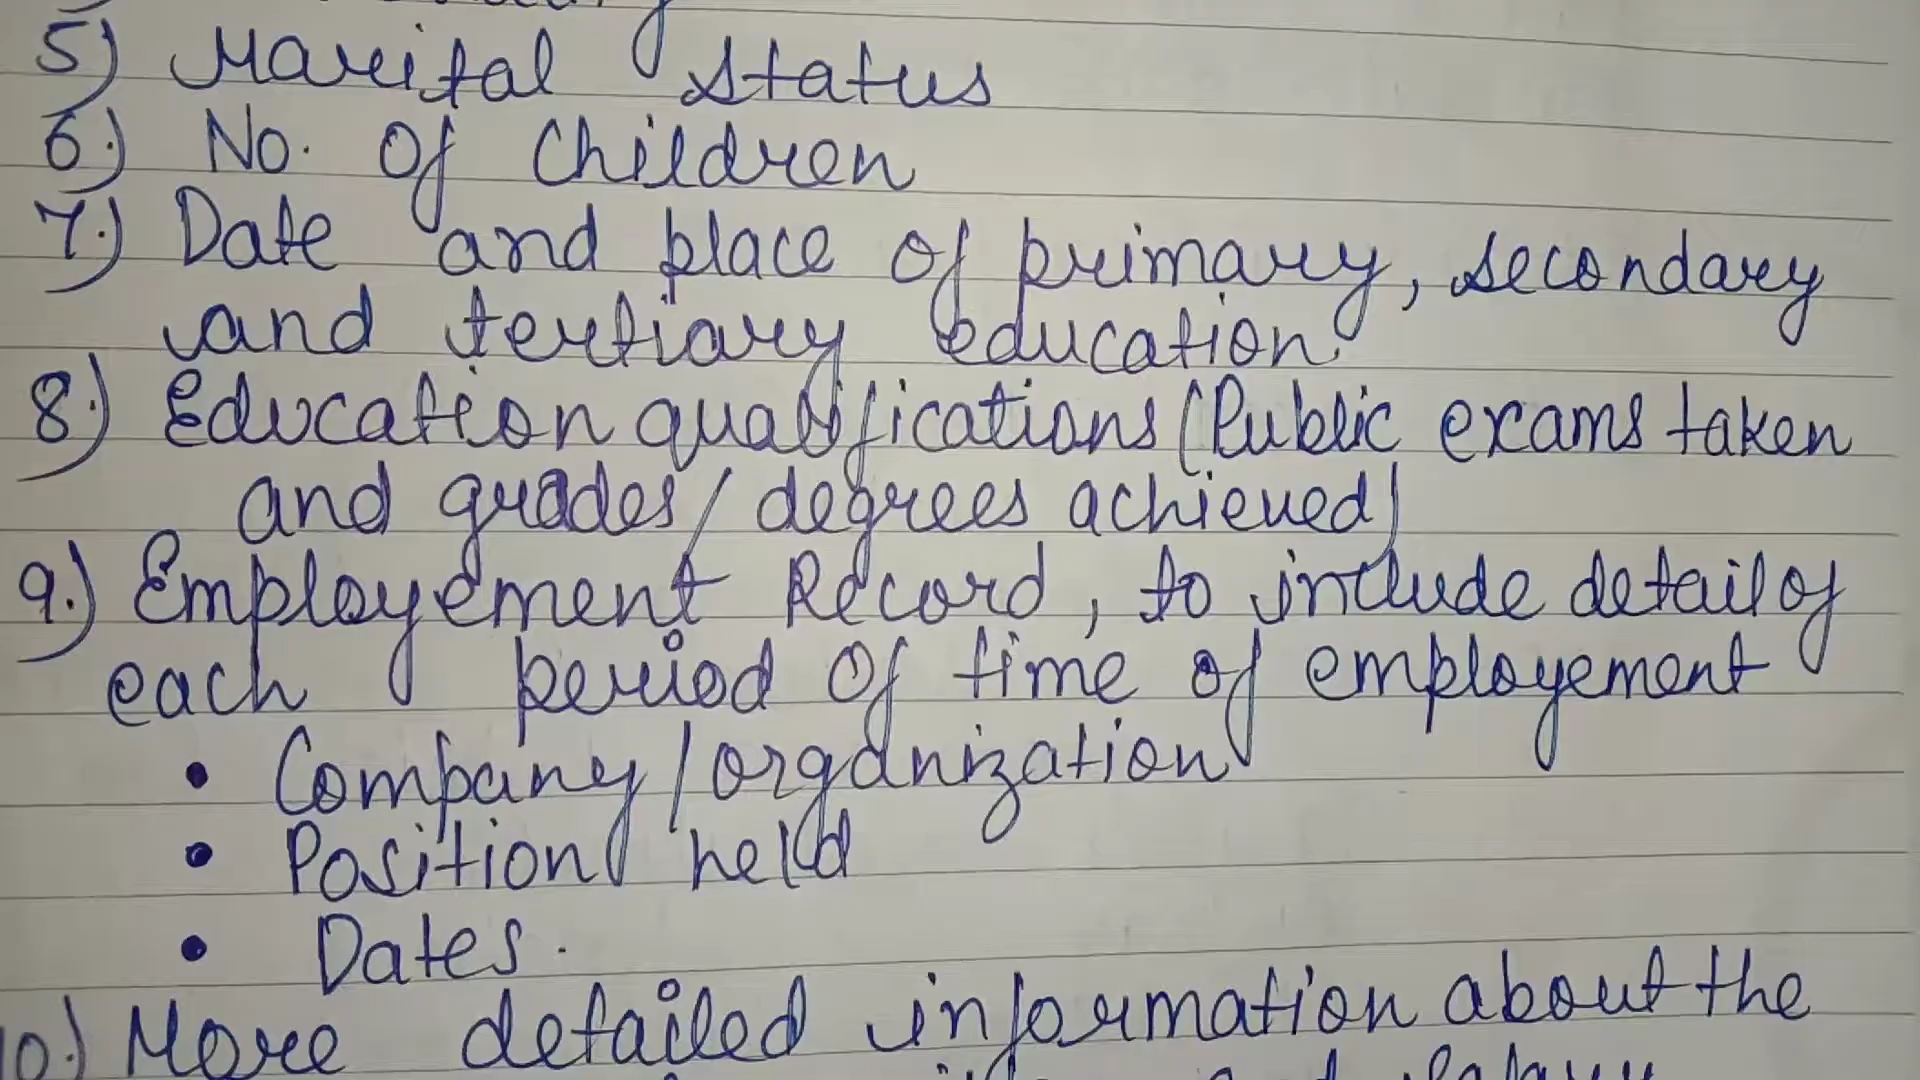 5) Marital Status
6.) No. Of Children
7.) Date and place of primary, secondary
and tertiary education
8.) Education qualifications (Public exams taken
and grades/degrees achieved)
9.) Employement Record, to include detail of
each period of time of employement
• Company/organization
• Position held
• Dates.
10.) More detailed information about the